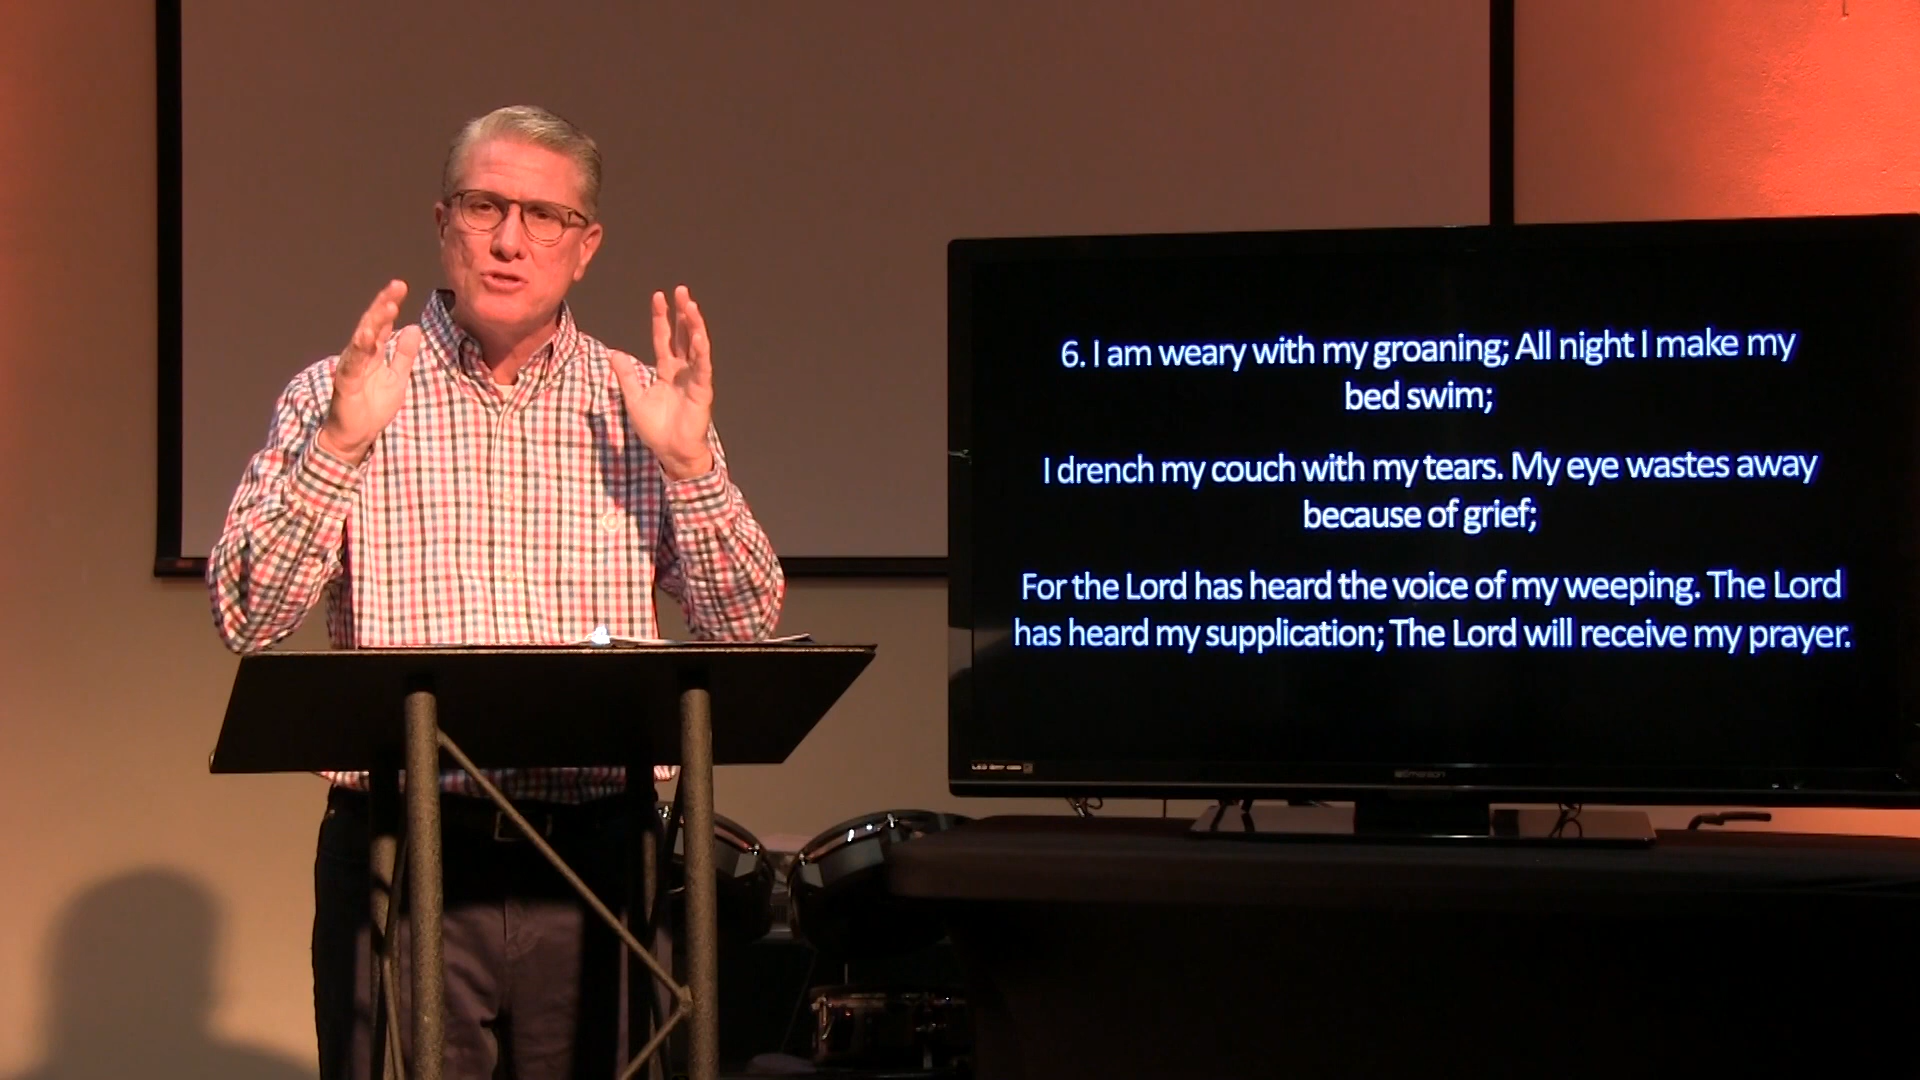 6. I am weary with my groaning; All night I make my
bed swim;
I drench my couch with my tears. My eye wastes away
because of grief;
For the Lord has heard the voice of my weeping. The Lord
has heard my supplication; The Lord will receive my prayer.
Emerson